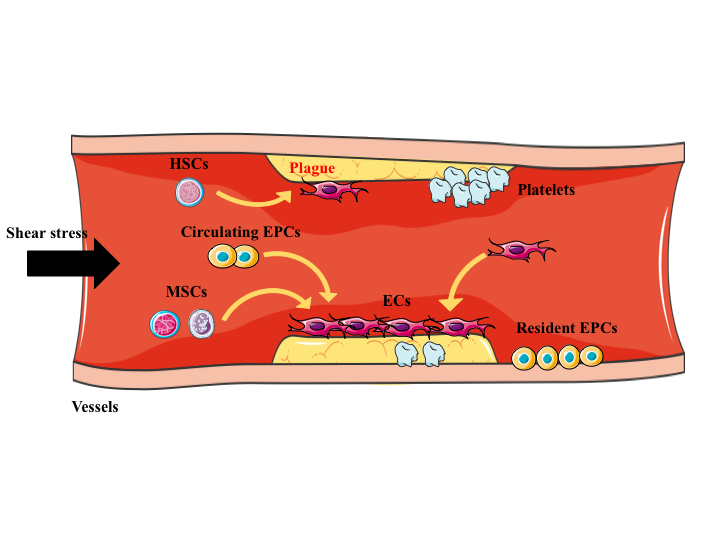 HSCs
Plague
Platelets
Shear stress
Circulating EPCs
MSCs
ECs
Resident EPCs
Vessels